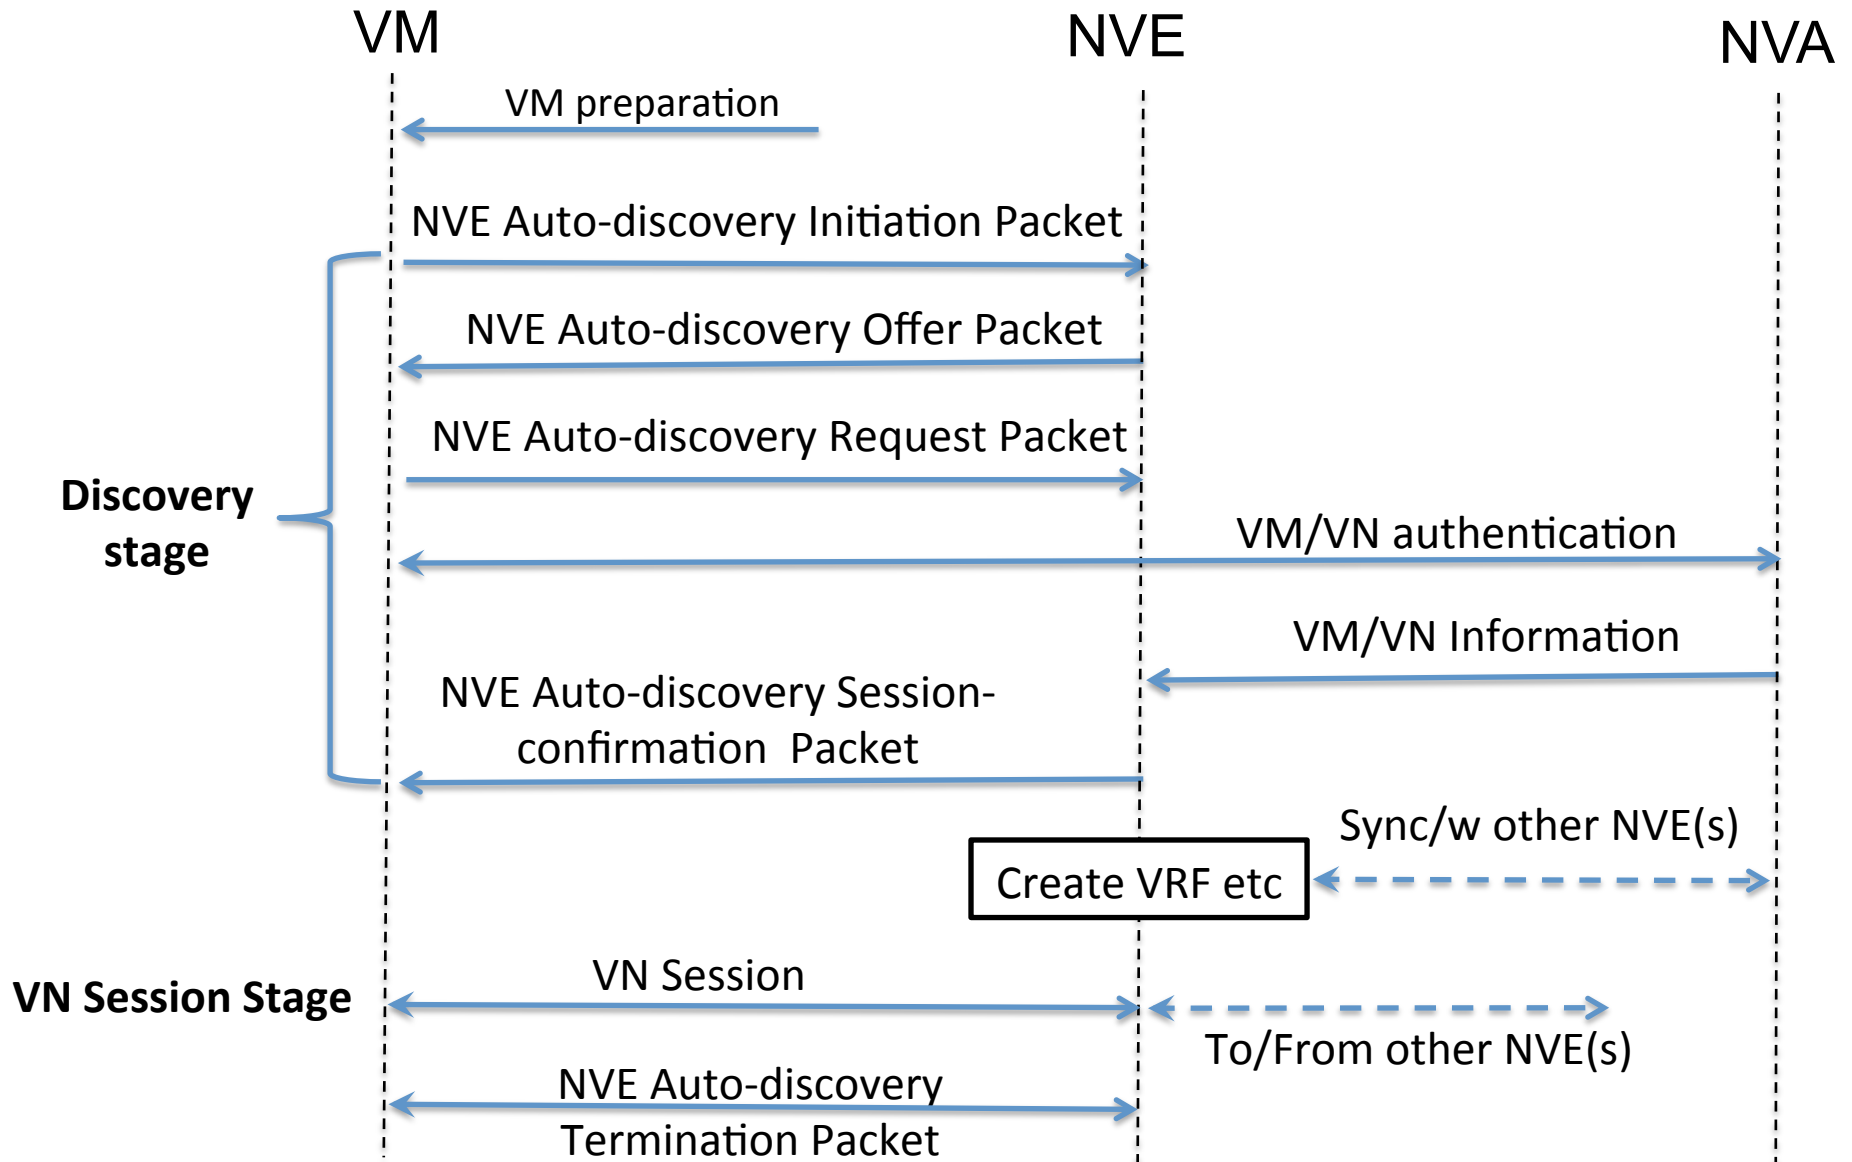 VM
NVE
NVA
VM preparation
NVE Auto-discovery Initiation Packet
NVE Auto-discovery Offer Packet
NVE Auto-discovery Request Packet
Discovery
stage
VM/VN authentication
VM/VN Information
NVE Auto-discovery Session-
confirmation Packet
Sync/w other NVE(s)
Create VRF etc
VN Session Stage
VN Session
To/From other NVE(s)
NVE Auto-discovery
Termination Packet